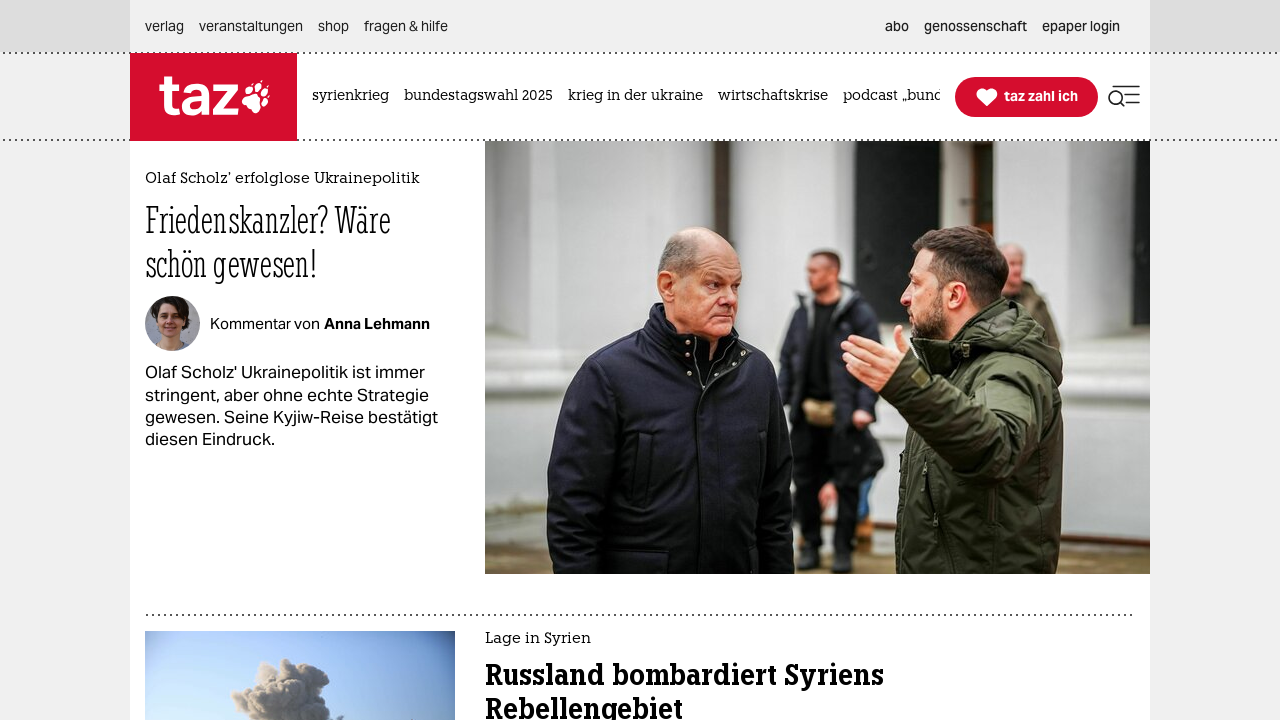 verlag veranstaltungen shop fragen & hilfe abo genossenschaft epaper login
taz syrienkrieg bundestagswahl 2025 krieg in der ukraine wirtschaftskrise podcast „bund taz zahl ich
Olaf Scholz' erfolglose Ukrainepolitik
Friedenskanzler? Wäre
schön gewesen!
Kommentar von Anna Lehmann
Olaf Scholz' Ukrainepolitik ist immer
stringent, aber ohne echte Strategie
gewesen. Seine Kyjiw-Reise bestätigt
diesen Eindruck.
Lage in Syrien
Russland bombardiert Syriens
Rebellengebiet